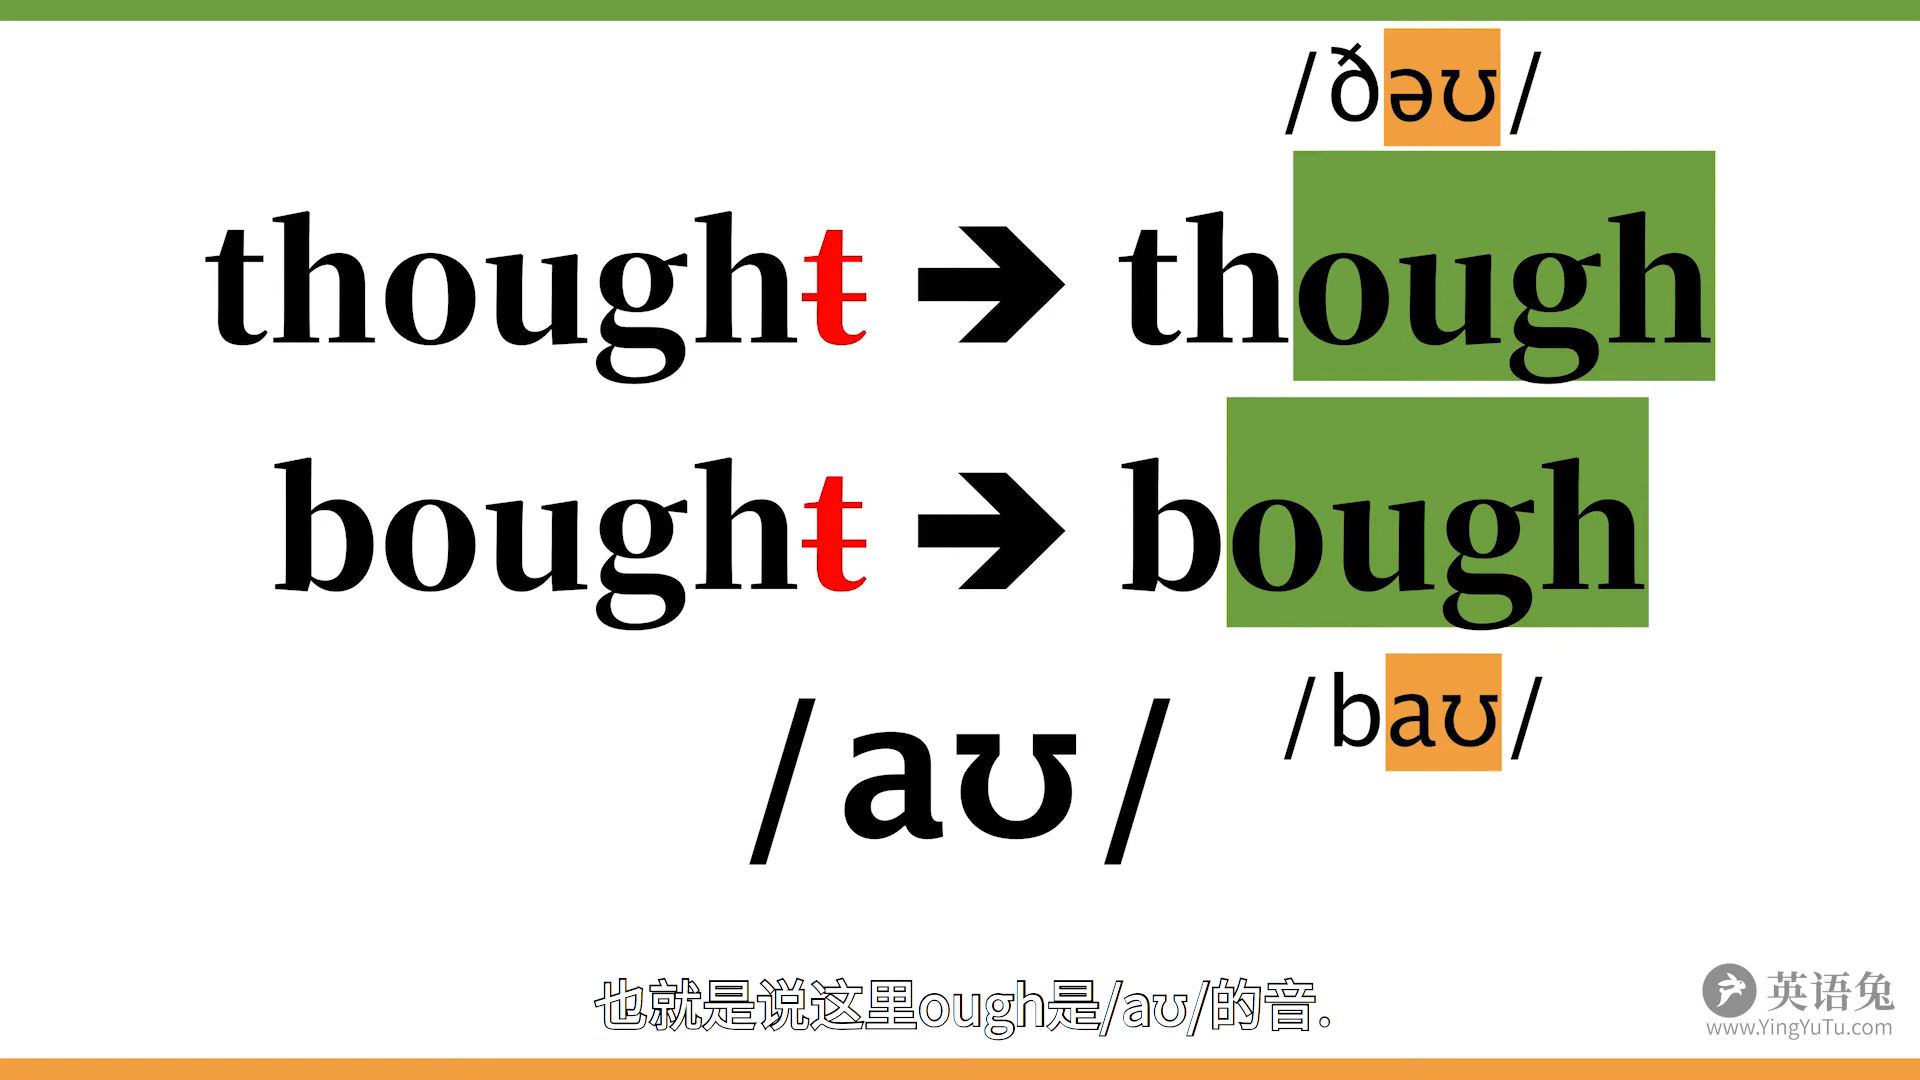 /ðəʊ/
thought ➔ though
bought ➔ bough
/baʊ/
/aʊ/
也就是说这里ough是/aʊ/的音.
英语兔
www.YingYuTu.com